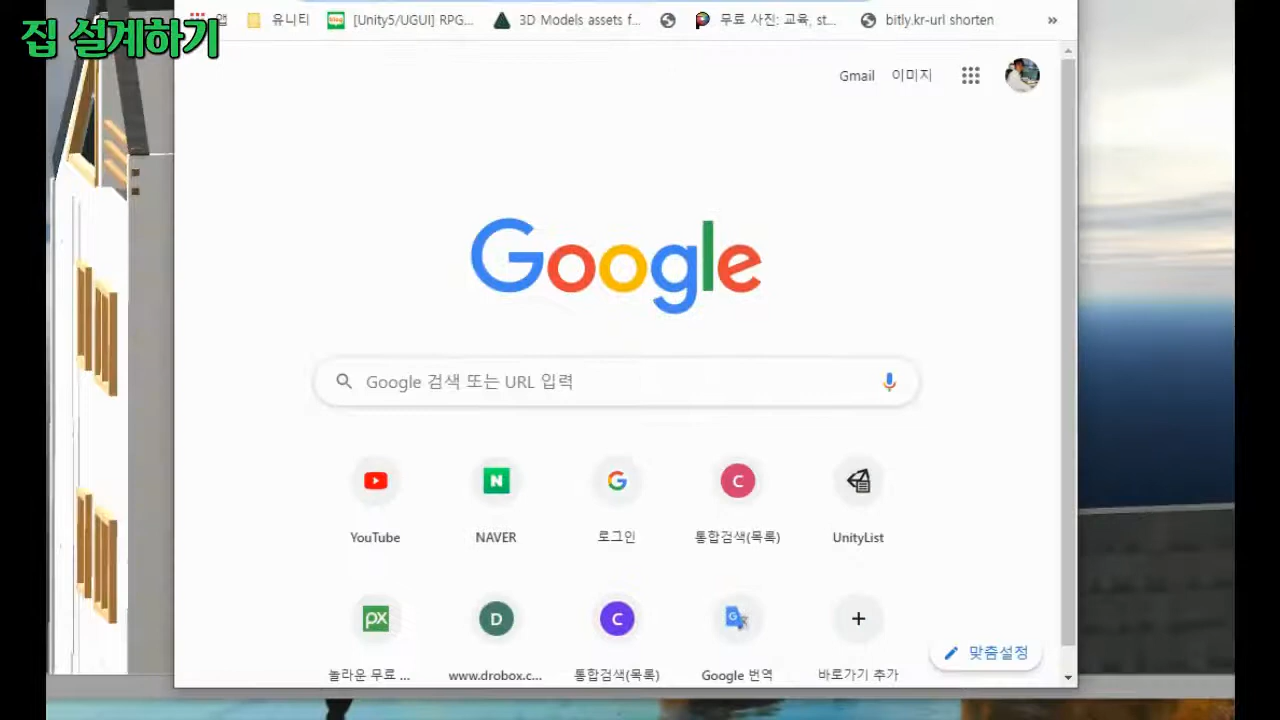 집 설계하기
앱 유니티 [Unity5/UGUI] RPG... 3D Models assets f... 무료 사진: 교육, st... bitly.kr-url shorten »
Gmail 이미지
Google
Google 검색 또는 URL 입력
YouTube N NAVER G 로그인 C 통합검색(목록) UnityList
px 놀라운 무료 ... D www.drobox.c... C 통합검색(목록) G Google 번역 + 바로가기 추가
맞춤설정